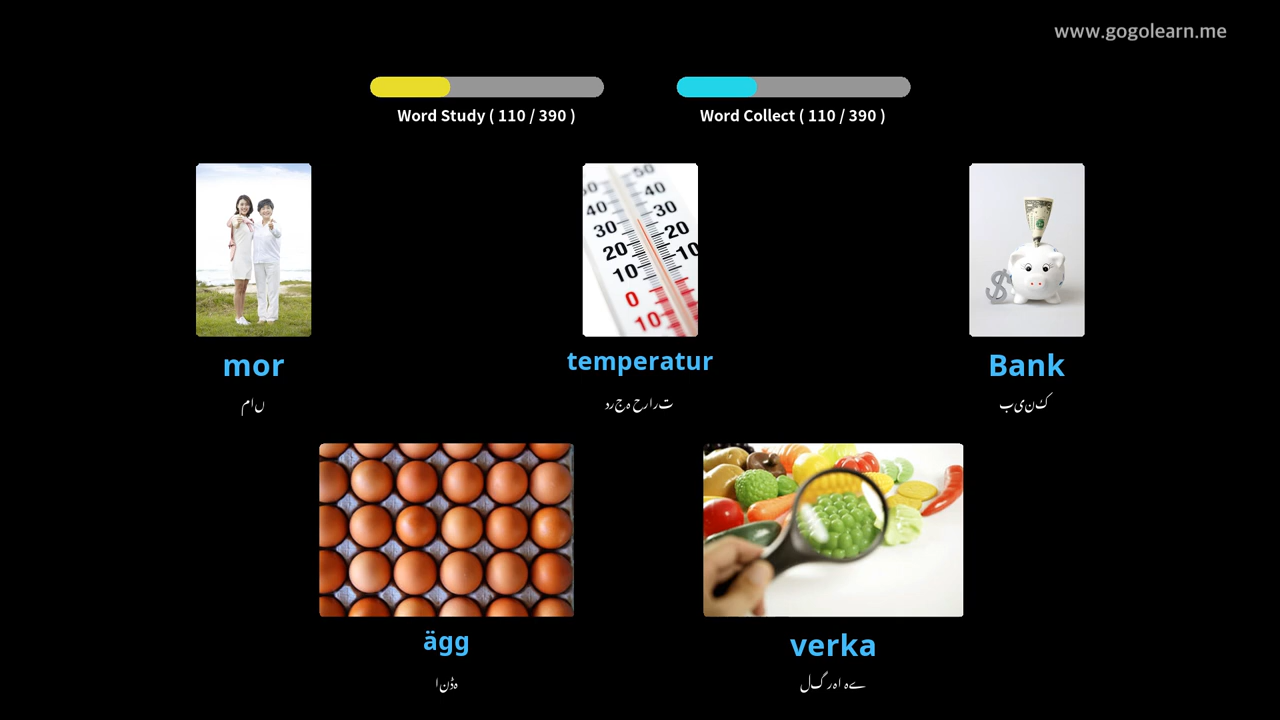 www.gogolearn.me
Word Study ( 110 / 390 )
Word Collect ( 110 / 390 )
mor
temperatur
Bank
ماں
درجہ حرارت
بینک
ägg
verka
انڈہ
لگ رہا ہے